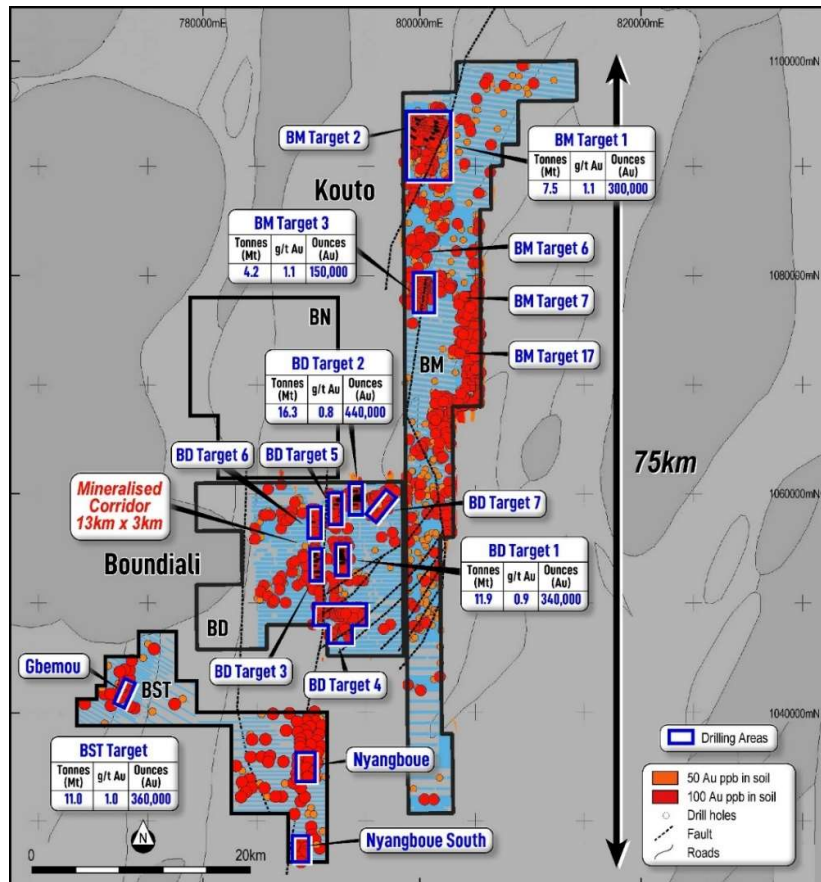 780000mE
800000mE
820000mE
1100000mN
BM Target 2
BM Target 1
Tonnes (Mt) g/t Au Ounces (Au)
7.5 1.1 300,000
Kouto
BM Target 3
Tonnes (Mt) g/t Au Ounces (Au)
4.2 1.1 150,000
BM Target 6
1080000mN
BM Target 7
BN
BM
BM Target 17
BD Target 2
Tonnes (Mt) g/t Au Ounces (Au)
16.3 0.8 440,000
75km
BD Target 6
BD Target 5
Mineralised
Corridor
13km x 3km
BD Target 7
1060000mN
Boundiali
BD Target 1
Tonnes (Mt) g/t Au Ounces (Au)
11.9 0.9 340,000
BD
BD Target 3
BD Target 4
Gbemou
BST
1040000mN
BST Target
Tonnes (Mt) g/t Au Ounces (Au)
11.0 1.0 360,000
Nyangboue
Nyangboue South
N
0 20km
Drilling Areas
50 Au ppb in soil
100 Au ppb in soil
Drill holes
Fault
Roads